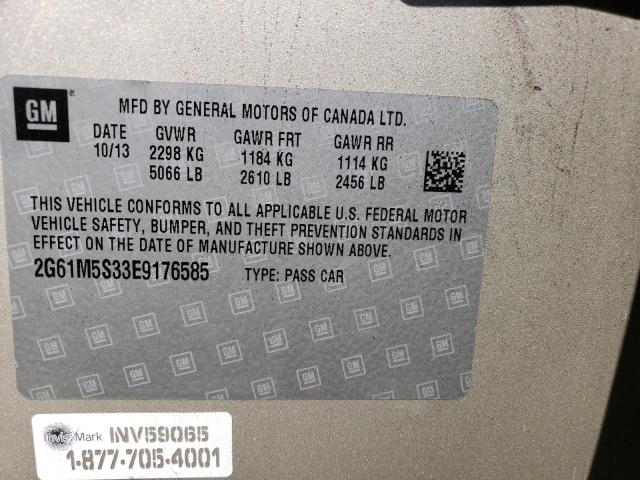 GM
MFD BY GENERAL MOTORS OF CANADA LTD.
DATE GVWR GAWR FRT GAWR RR
10/13 2298 KG 1184 KG 1114 KG
5066 LB 2610 LB 2456 LB
THIS VEHICLE CONFORMS TO ALL APPLICABLE U.S. FEDERAL MOTOR
VEHICLE SAFETY, BUMPER, AND THEFT PREVENTION STANDARDS IN
EFFECT ON THE DATE OF MANUFACTURE SHOWN ABOVE.
2G61M5S33E9176585 TYPE: PASS CAR
Invis/Mark INV59065
1-877-705-4001